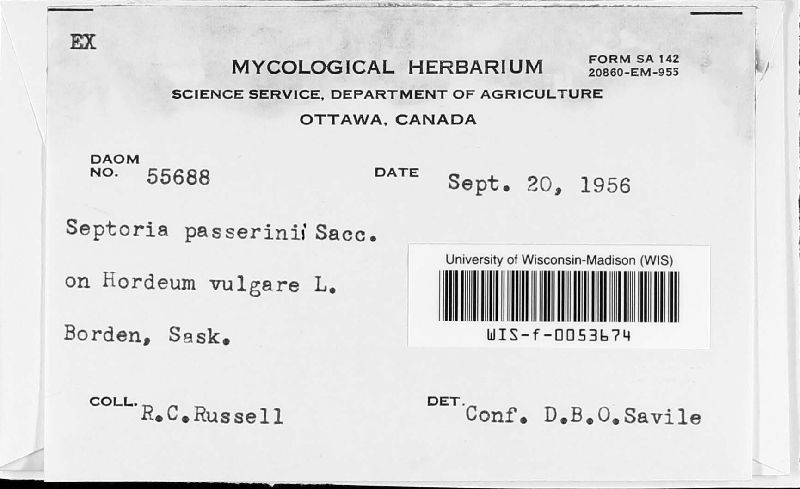 EX
MYCOLOGICAL HERBARIUM
FORM SA 142
20860-EM-955
SCIENCE SERVICE, DEPARTMENT OF AGRICULTURE
OTTAWA, CANADA
DAOM
NO. 55688
DATE Sept. 20, 1956
Septoria passerinii Sacc.
on Hordeum vulgare L.
Borden, Sask.
University of Wisconsin-Madison (WIS)
WIS-f-0053674
COLL. R.C.Russell
DET. Conf. D.B.O.Savile